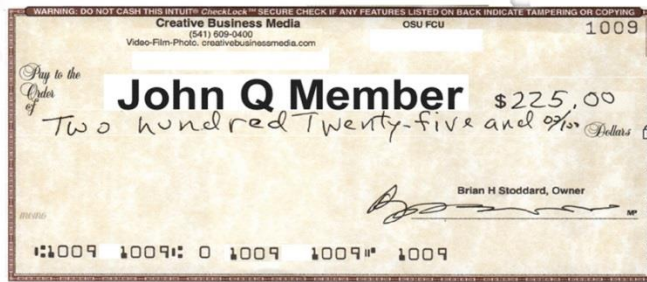 WARNING: DO NOT CASH THIS INTUIT® CheckLock™ SECURE CHECK IF ANY FEATURES LISTED ON BACK INDICATE TAMPERING OR COPYING
Creative Business Media OSU FCU 1009
(541) 609-0400
Video-Film-Photo. creativebusinessmedia.com
Pay to the
Order
of John Q Member $225.00
Two hundred Twenty-five and 00/100 Dollars
Brian H Stoddard, Owner
memo MP
⑆1009 1009⑆ 0 1009 1009⑈ 1009